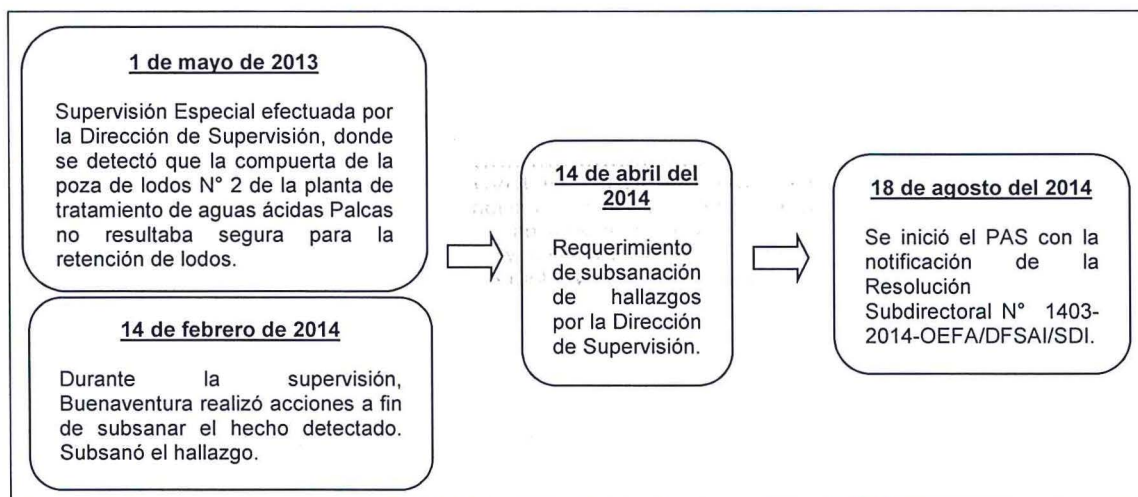 1 de mayo de 2013
Supervisión Especial efectuada por
la Dirección de Supervisión, donde
se detectó que la compuerta de la
poza de lodos N° 2 de la planta de
tratamiento de aguas ácidas Palcas
no resultaba segura para la
retención de lodos.
14 de febrero de 2014
Durante la supervisión,
Buenaventura realizó acciones a fin
de subsanar el hecho detectado.
Subsanó el hallazgo.
14 de abril del
2014
Requerimiento
de subsanación
de hallazgos
por la Dirección
de Supervisión.
18 de agosto del 2014
Se inició el PAS con la
notificación de la
Resolución
Subdirectoral N° 1403-
2014-OEFA/DFSAI/SDI.